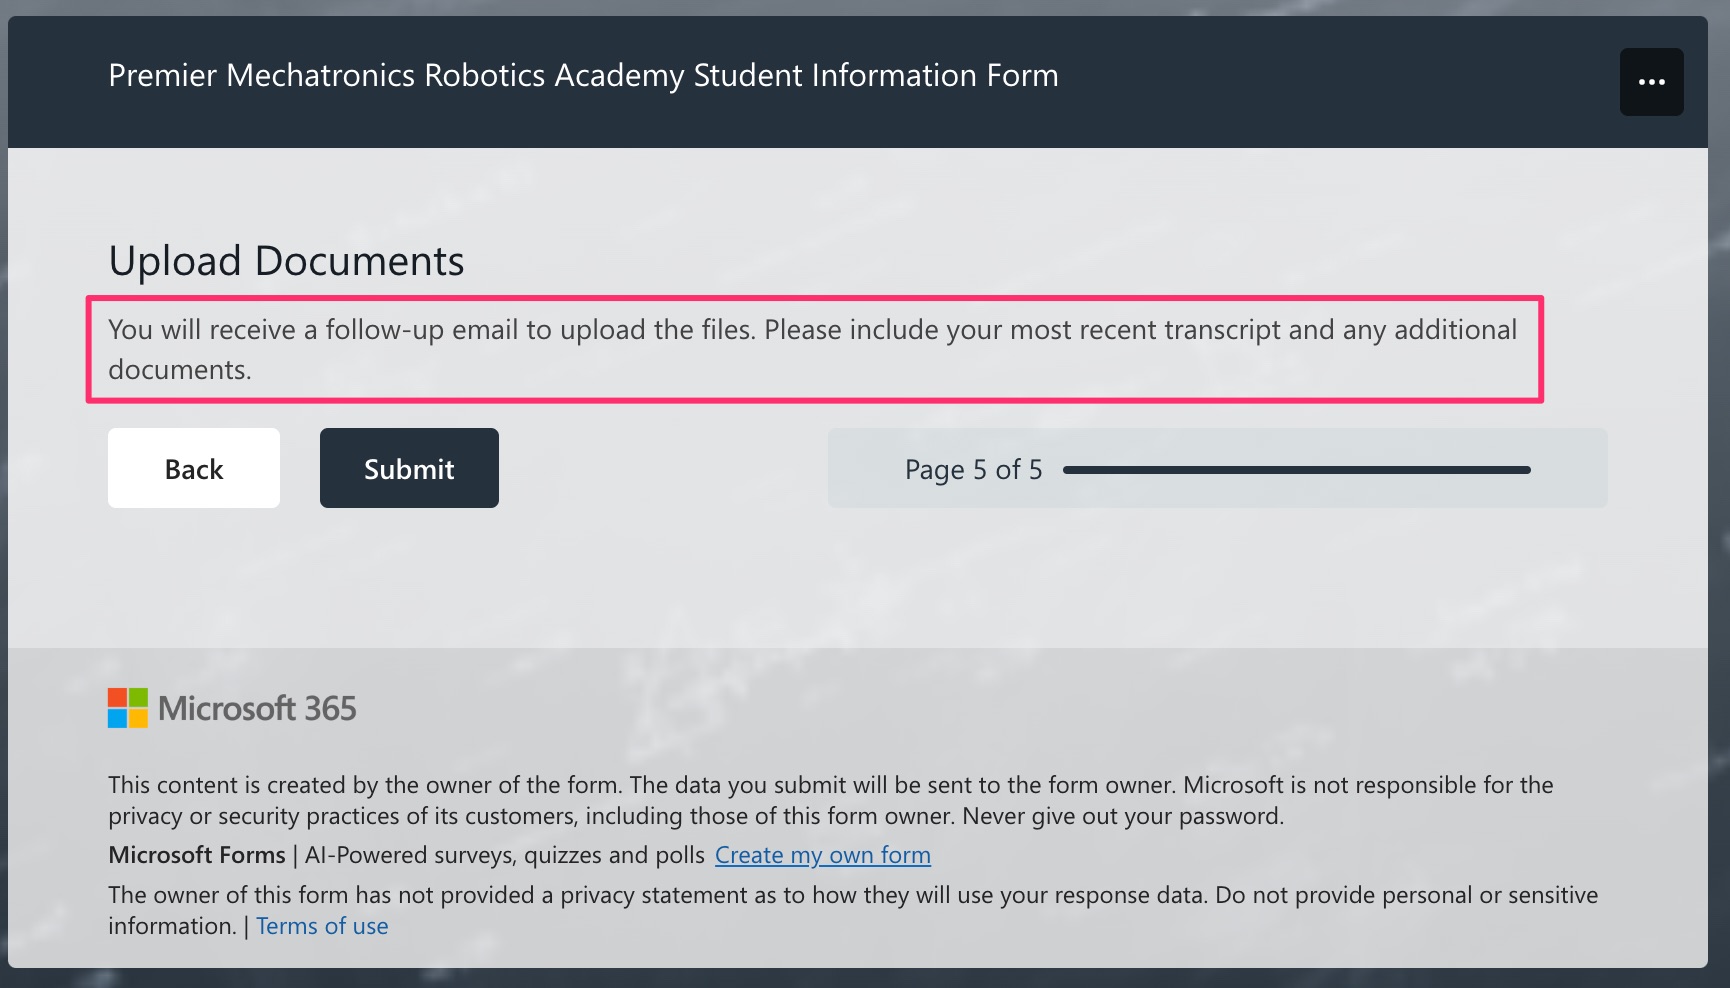 Premier Mechatronics Robotics Academy Student Information Form
...
Upload Documents
You will receive a follow-up email to upload the files. Please include your most recent transcript and any additional
documents.
Back
Submit
Page 5 of 5
Microsoft 365
This content is created by the owner of the form. The data you submit will be sent to the form owner. Microsoft is not responsible for the
privacy or security practices of its customers, including those of this form owner. Never give out your password.
Microsoft Forms | AI-Powered surveys, quizzes and polls Create my own form
The owner of this form has not provided a privacy statement as to how they will use your response data. Do not provide personal or sensitive
information. | Terms of use